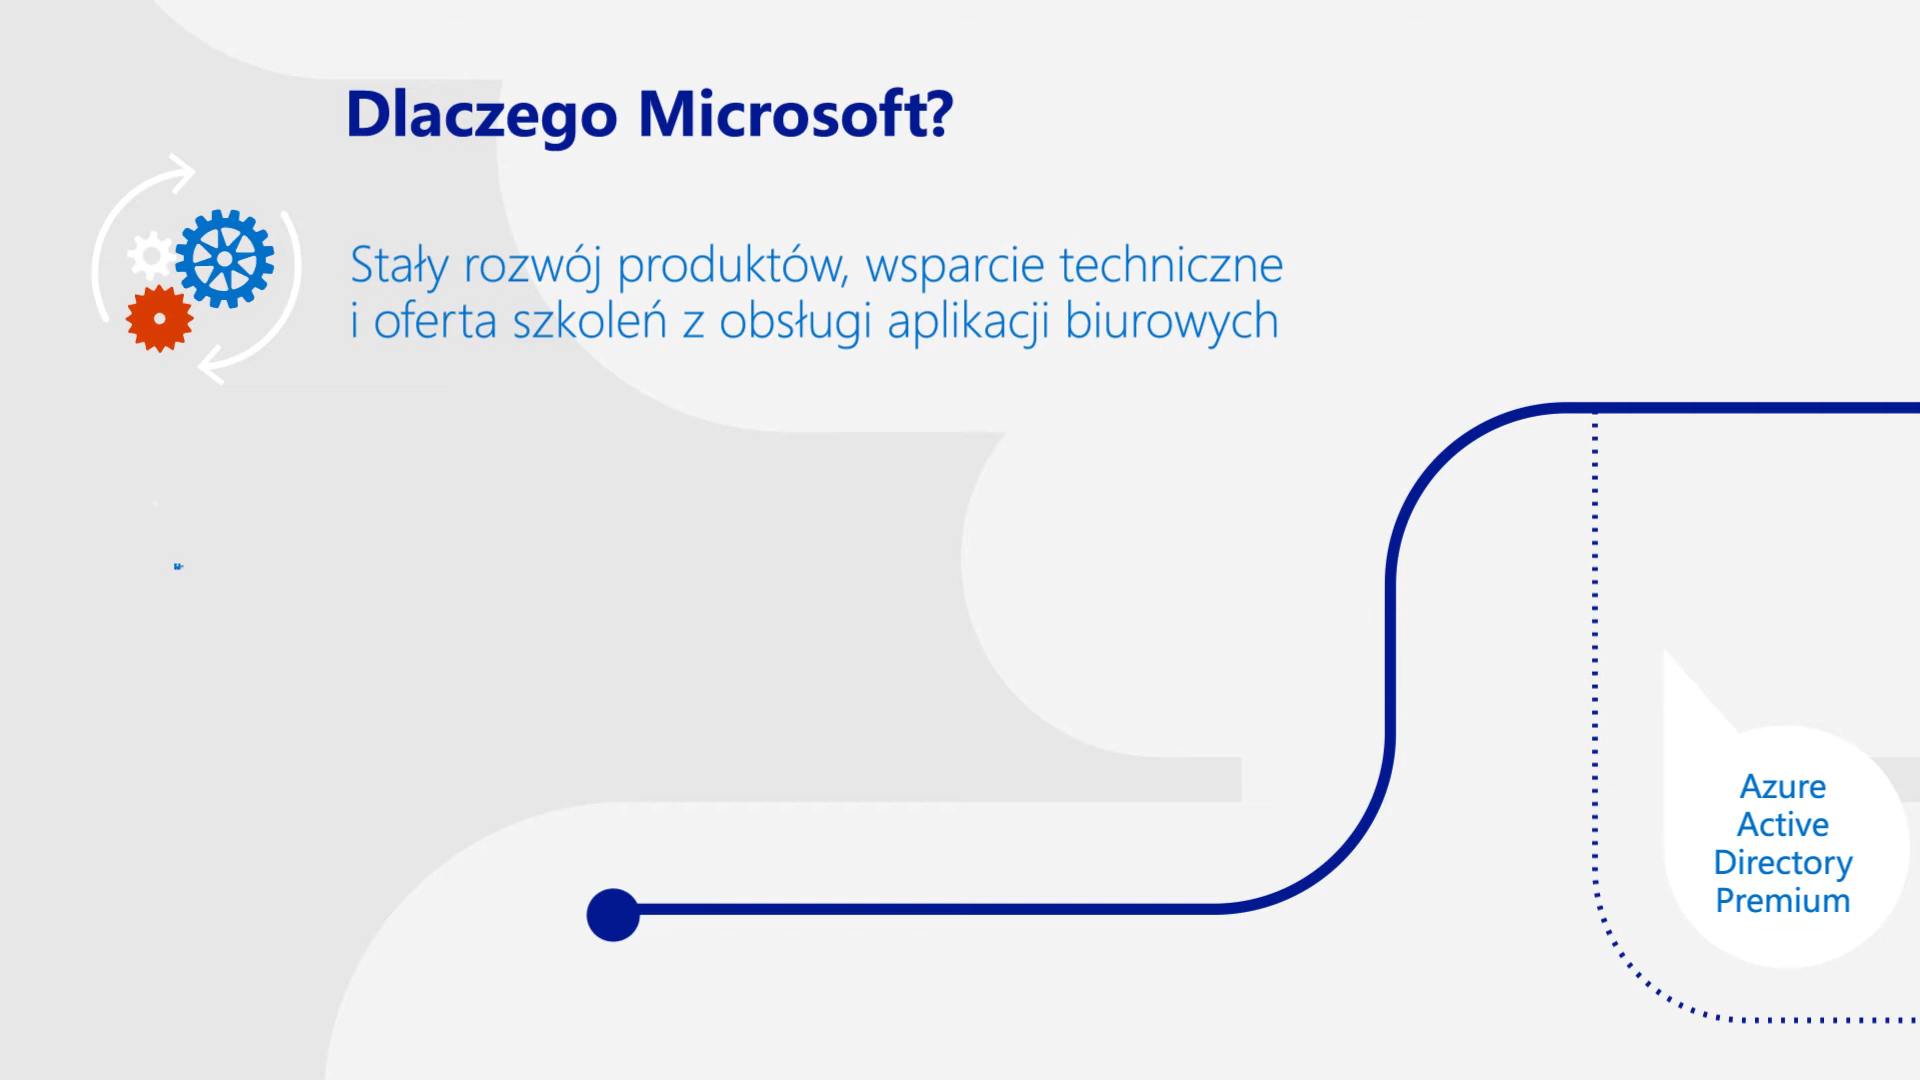 Dlaczego Microsoft?
Stały rozwój produktów, wsparcie techniczne
i oferta szkoleń z obsługi aplikacji biurowych
Azure
Active
Directory
Premium